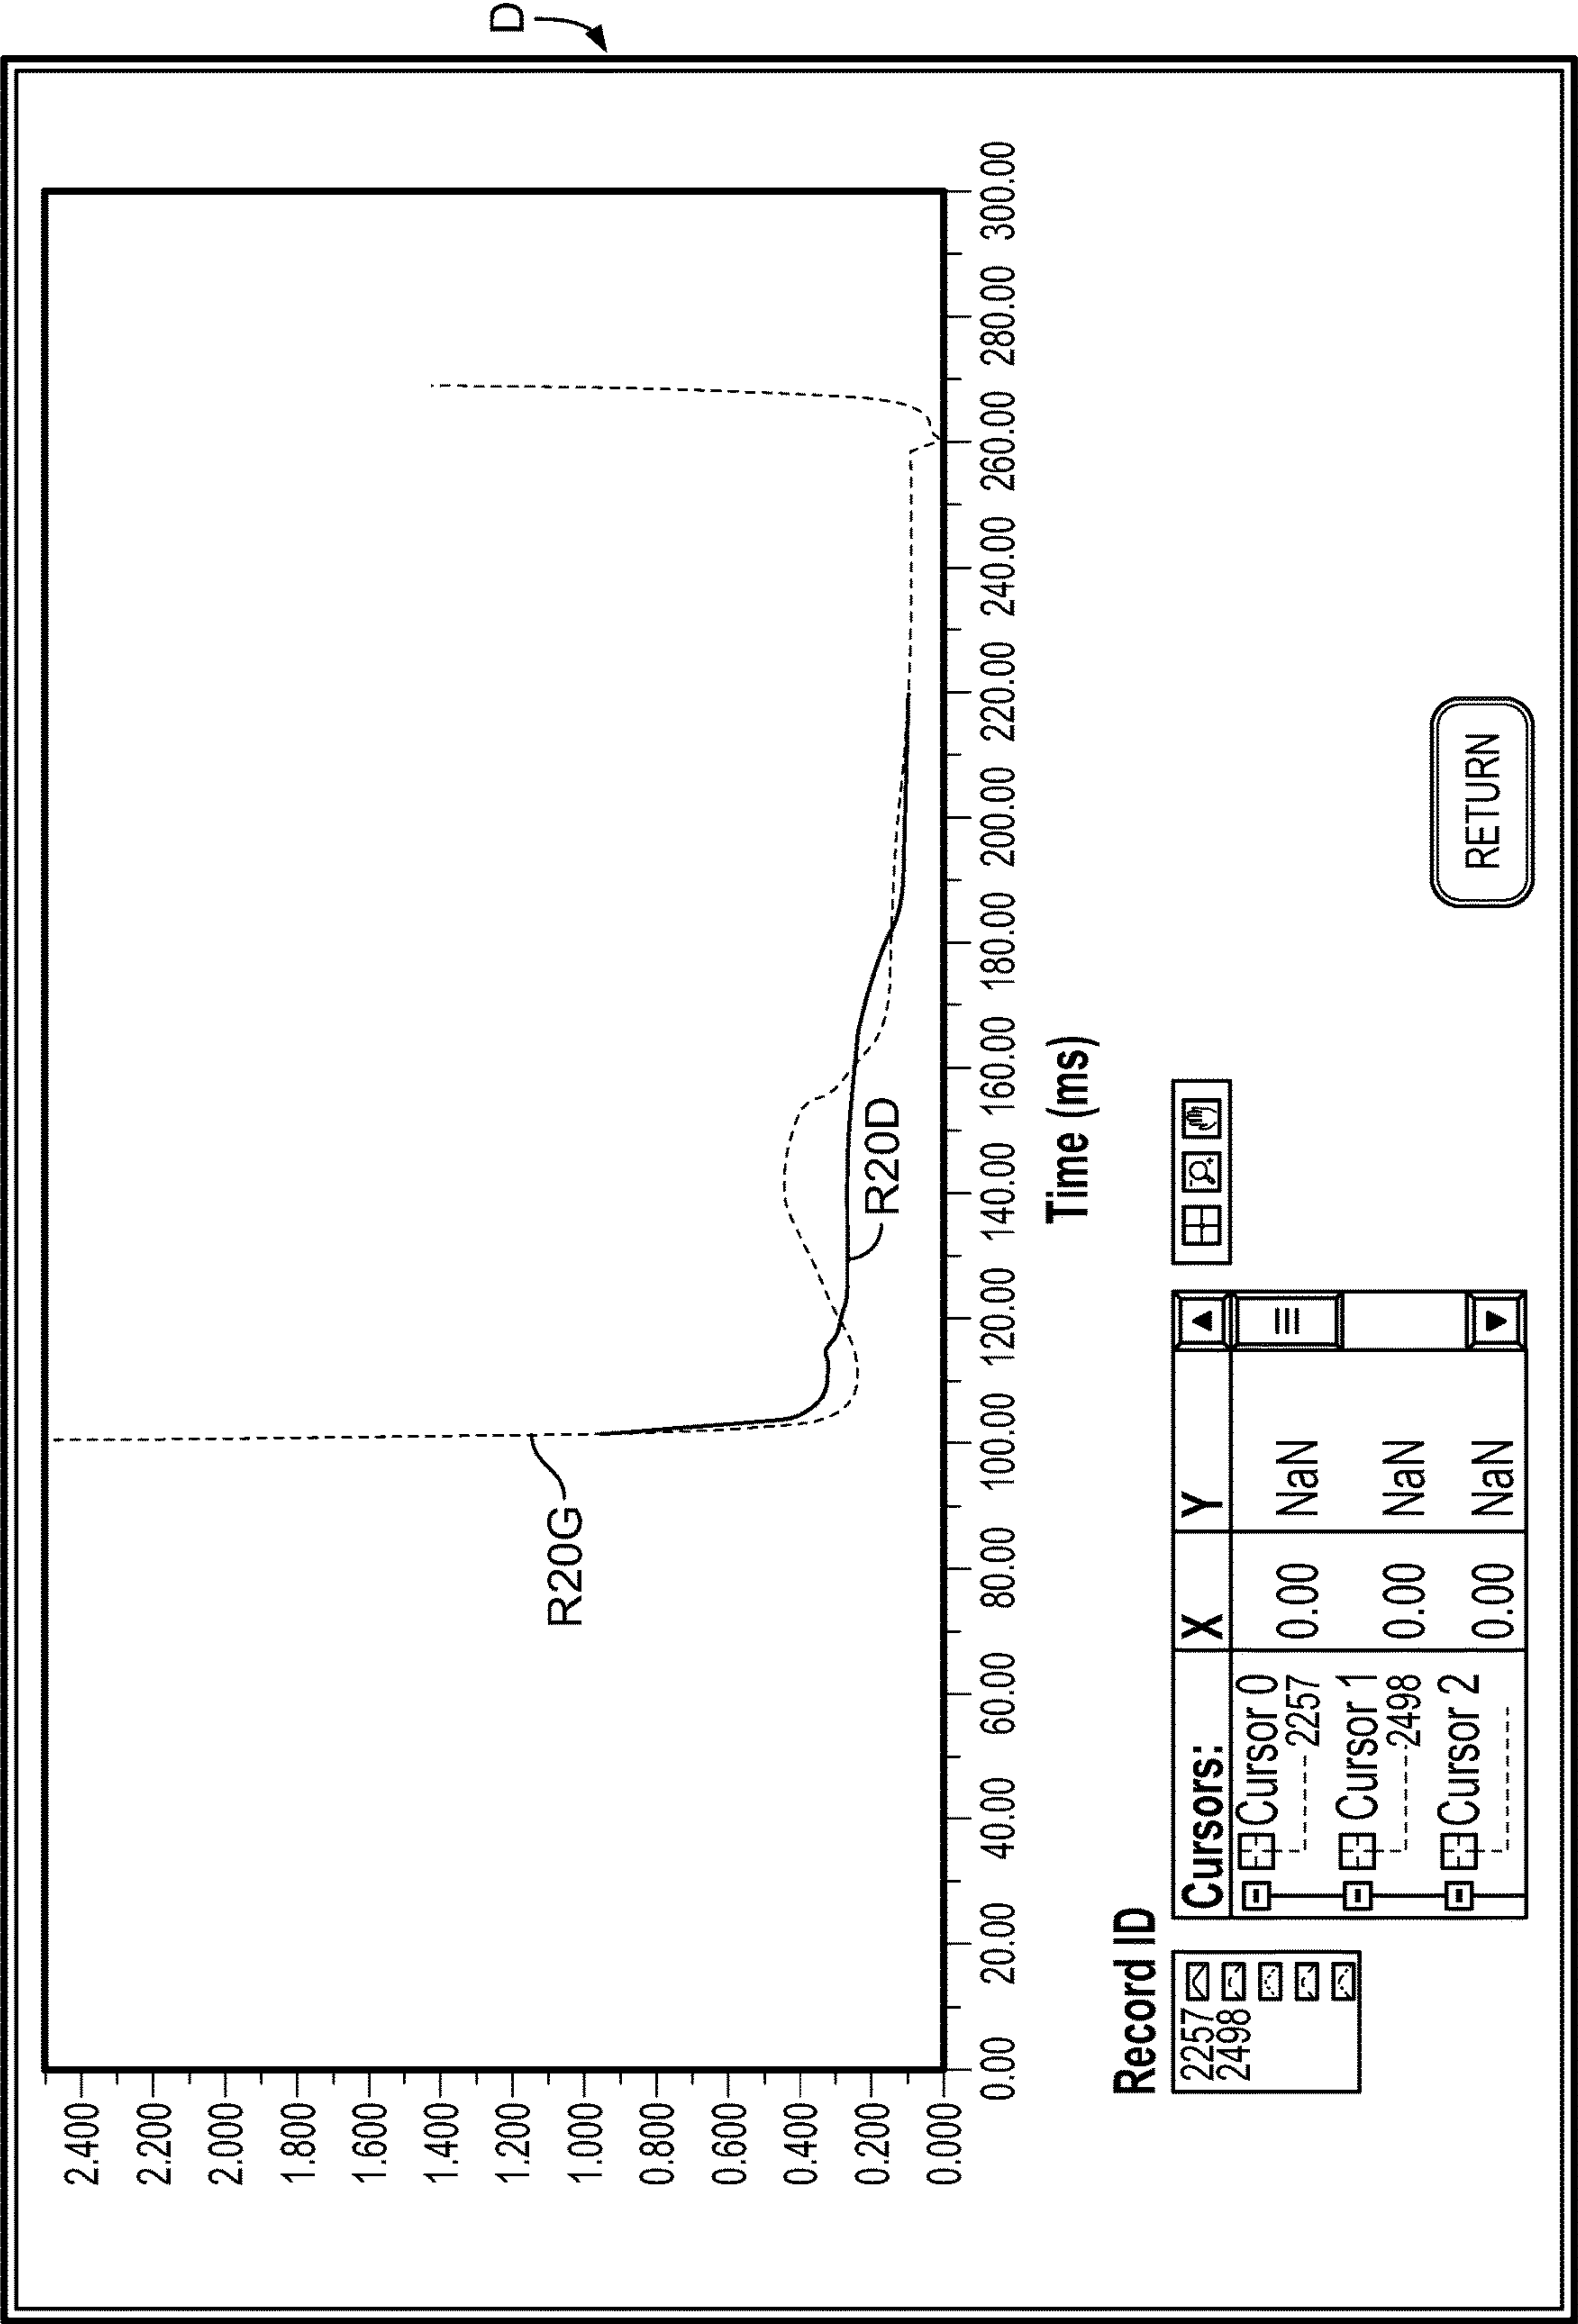 D
2.400
2.200
2.000
1.800
1.600
1.400
1.200
1.000
0.800
0.600
0.400
0.200
0.000
R20G
R20D
0.00 20.00 40.00 60.00 80.00 100.00 120.00 140.00 160.00 180.00 200.00 220.00 240.00 260.00 280.00 300.00
Time (ms)
Record ID
2257
2498
Cursors: X Y
Cursor 0
2257 0.00 NaN
Cursor 1
2498 0.00 NaN
Cursor 2 0.00 NaN
RETURN